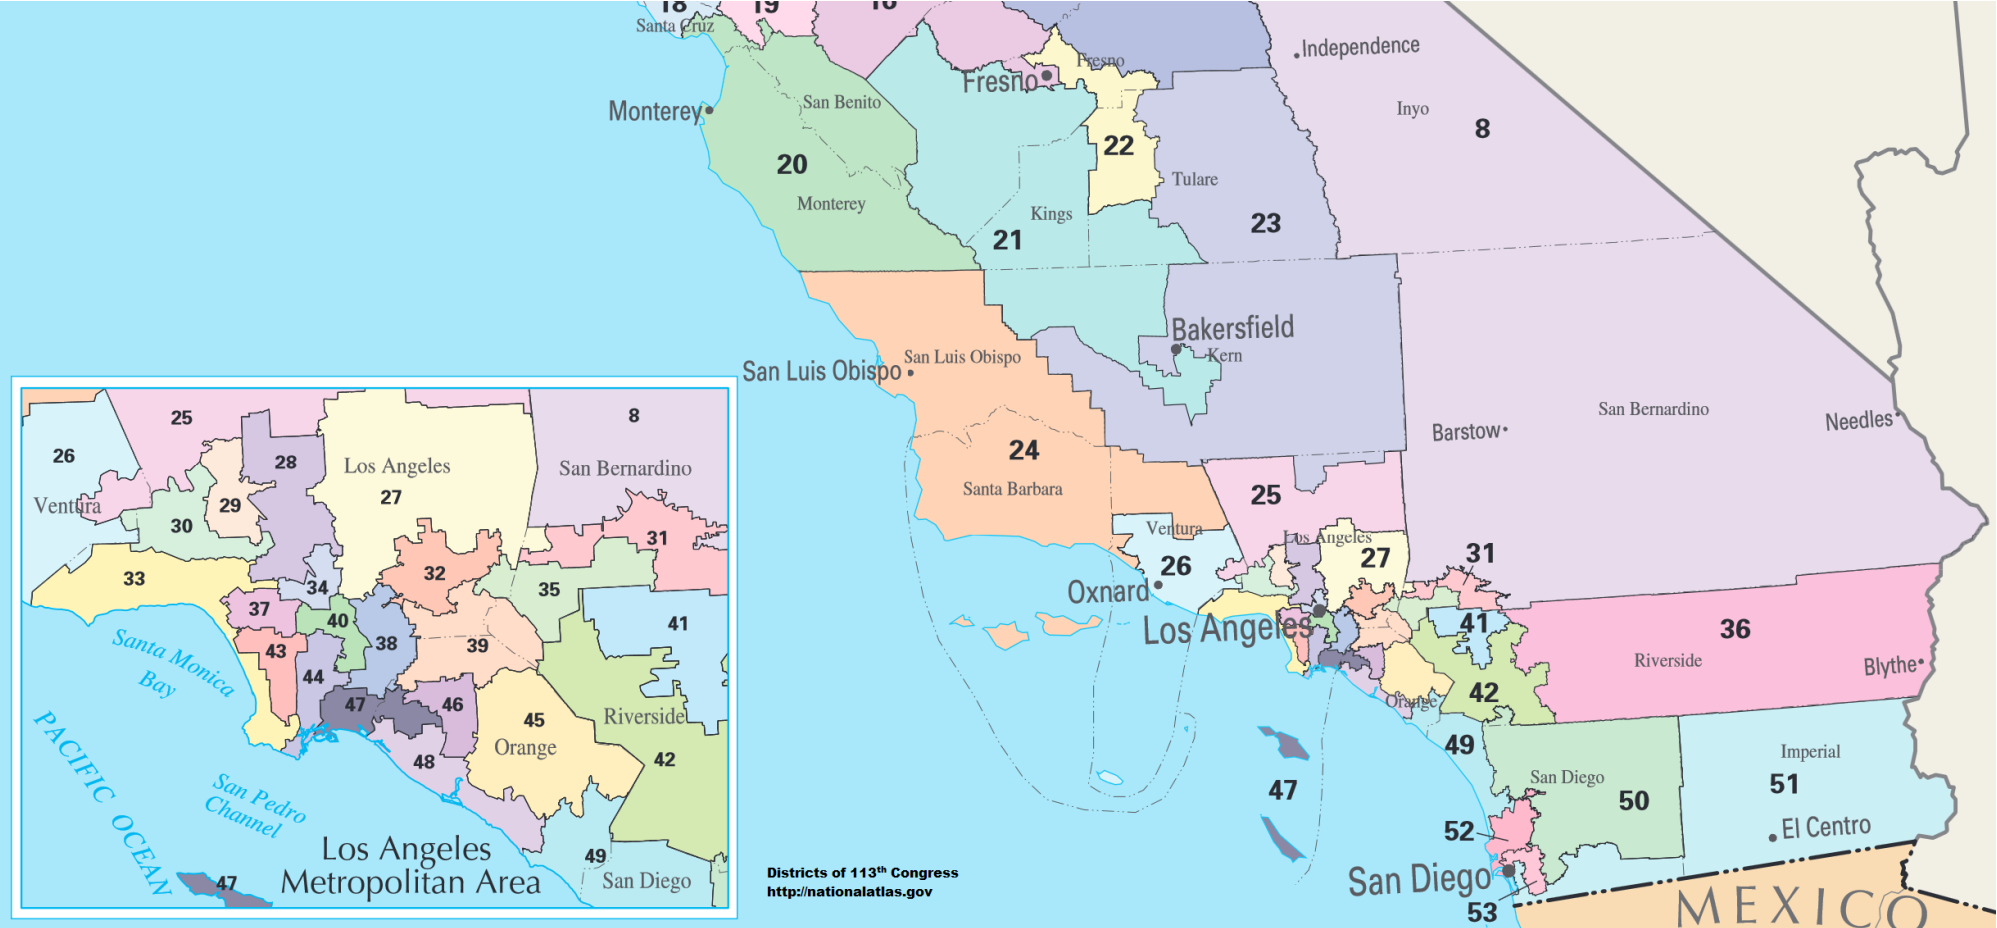 18
19
16
Santa Cruz
Independence
Fresno
Fresno
Monterey
San Benito
Inyo
8
22
20
Tulare
Monterey
Kings
23
21
Bakersfield
Kern
San Luis Obispo
San Luis Obispo
San Bernardino
Needles
Barstow
24
Santa Barbara
25
Ventura
Los Angeles
27
31
26
Oxnard
Los Angeles
41
36
Riverside
Blythe
42
Orange
49
Imperial
San Diego
51
47
50
52
El Centro
San Diego
53
MEXICO
25
8
26
28
Los Angeles
San Bernardino
27
Ventura
29
30
31
33
32
34
35
37
40
41
38
43
39
44
47
46
45
Riverside
Orange
48
42
Santa Monica
Bay
PACIFIC OCEAN
San Pedro
Channel
Los Angeles
Metropolitan Area
49
San Diego
47
Districts of 113th Congress
http://nationalatlas.gov